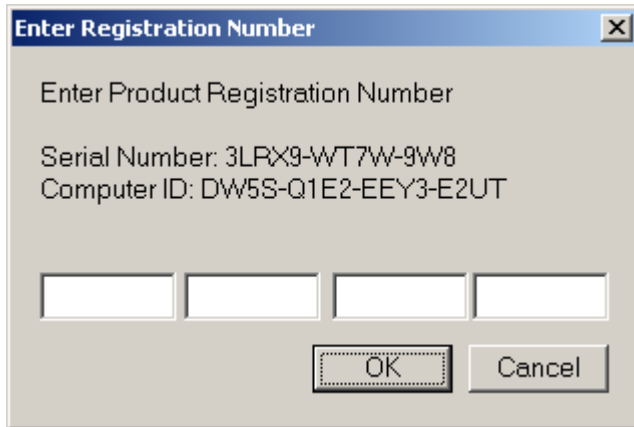 Enter Registration Number
Enter Product Registration Number
Serial Number: 3LRX9-WT7W-9W8
Computer ID: DW5S-Q1E2-EEY3-E2UT
OK
Cancel